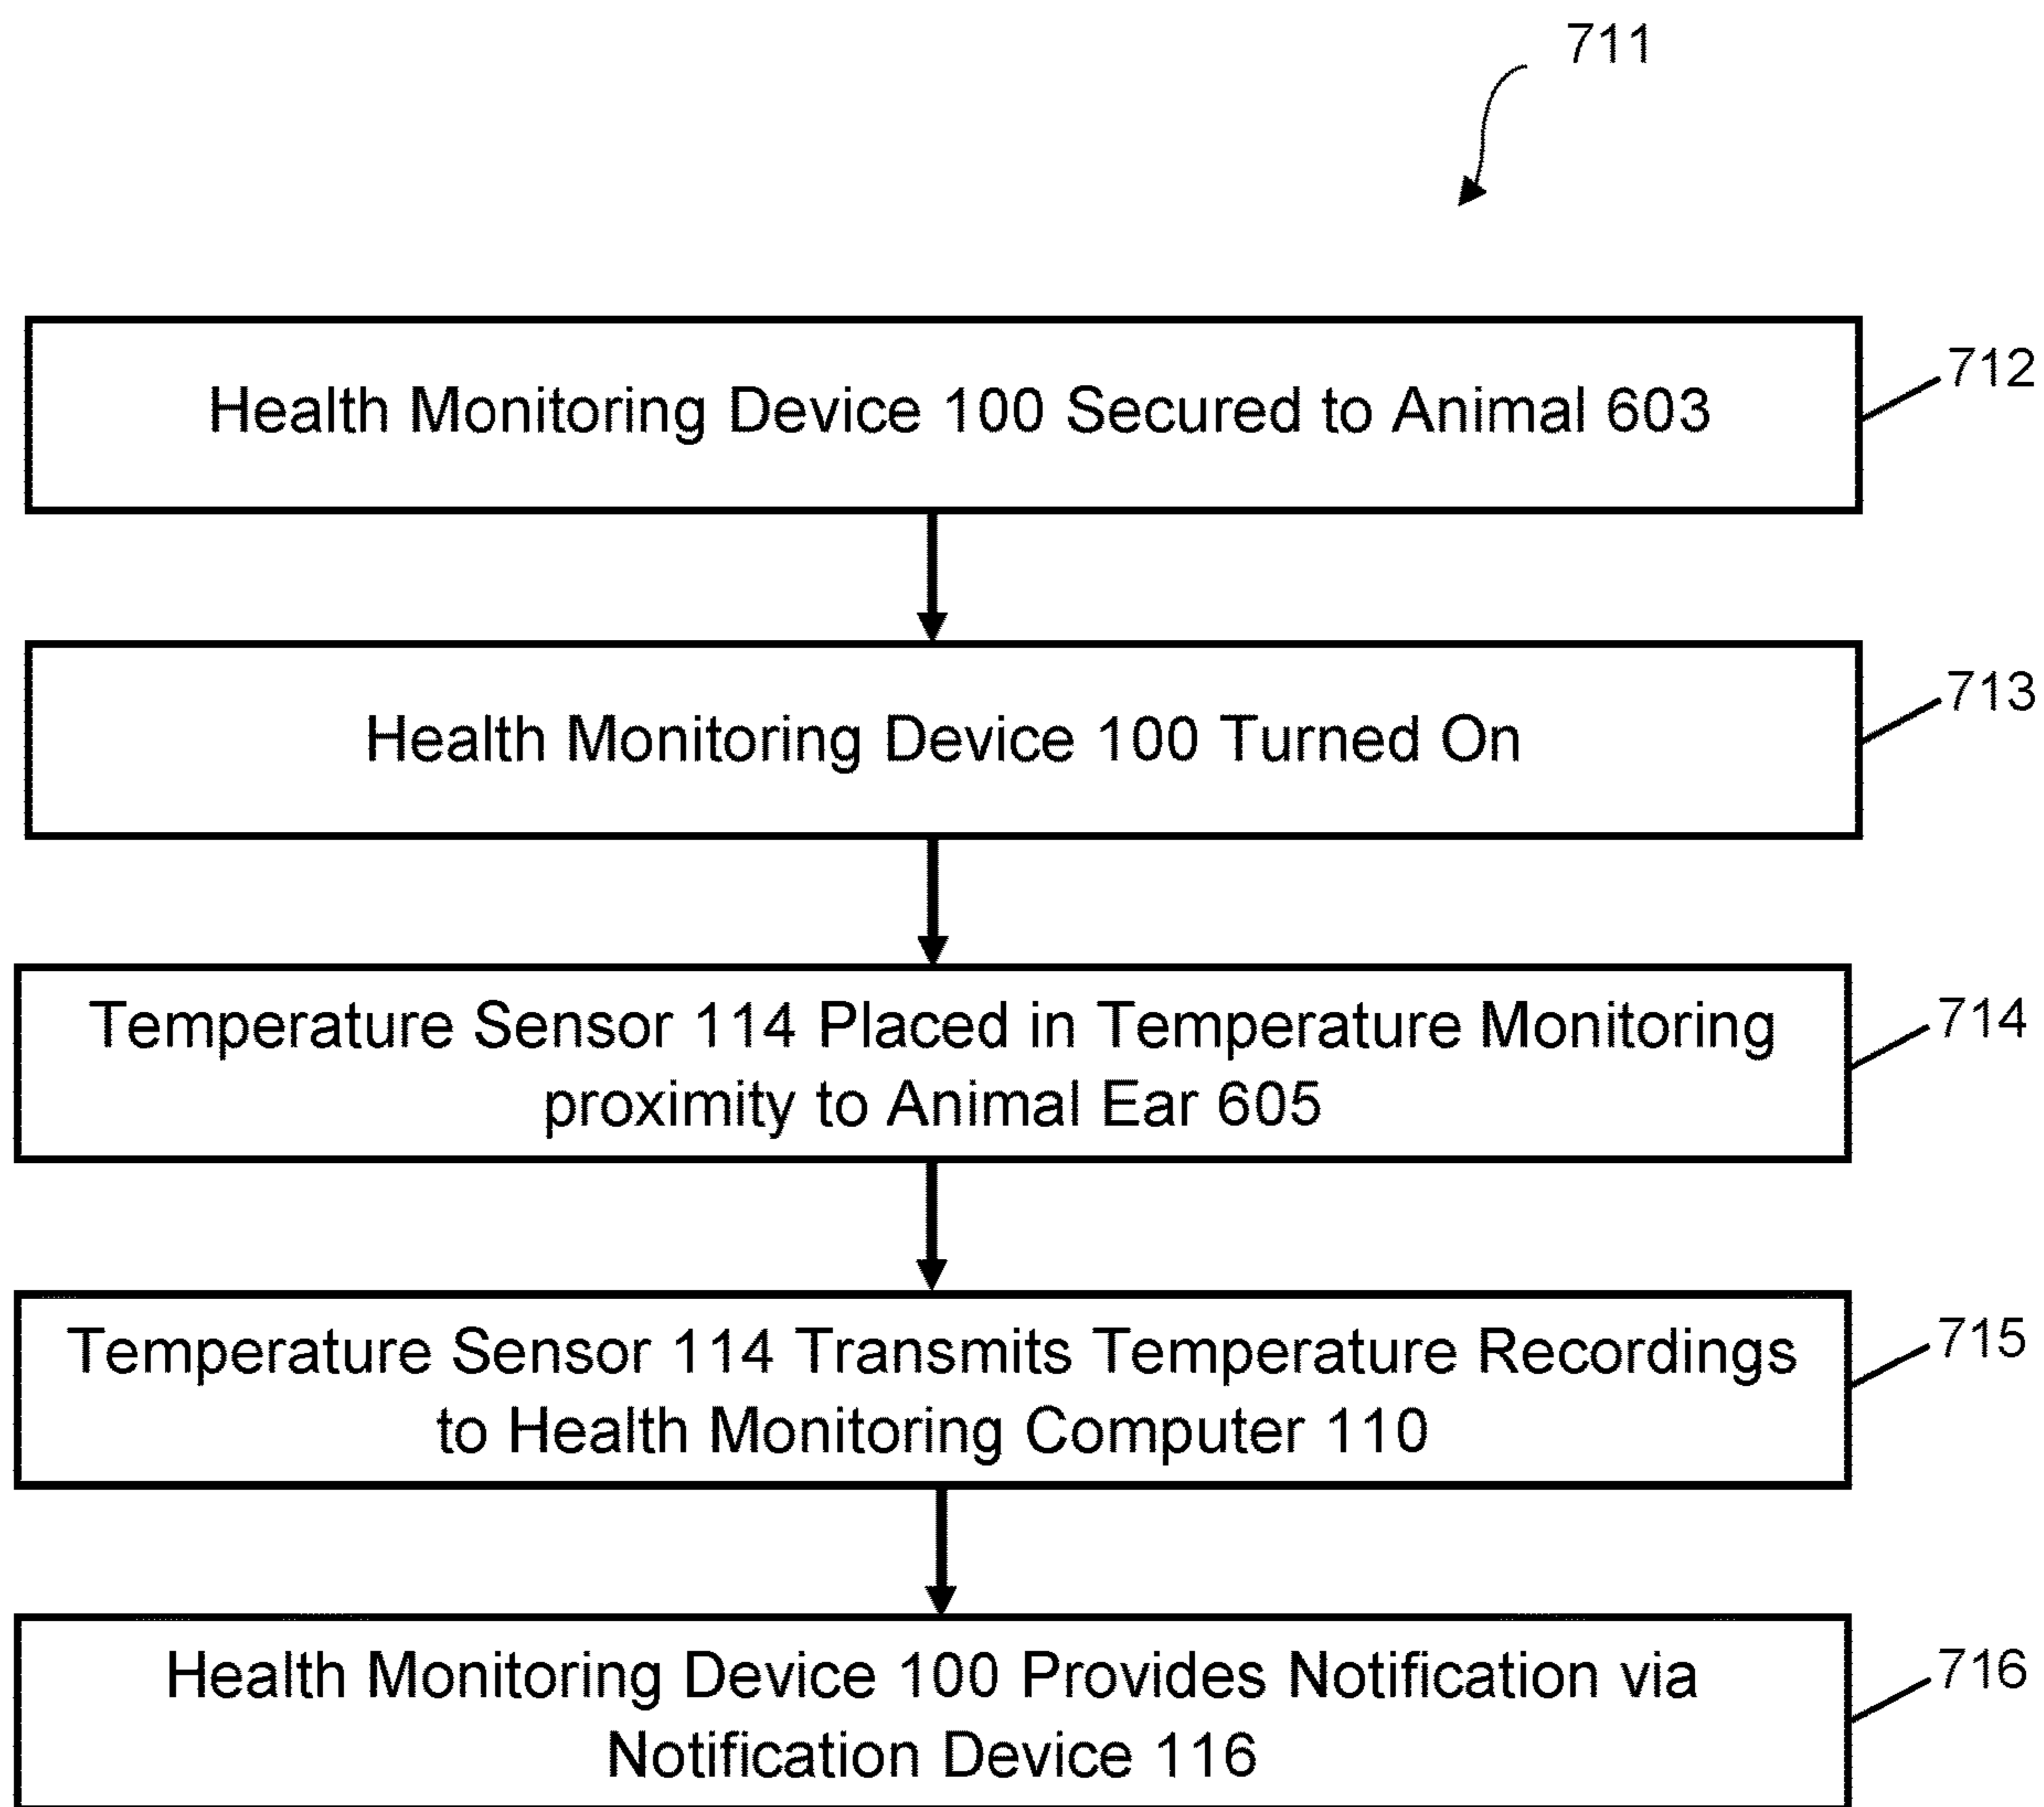 711
Health Monitoring Device 100 Secured to Animal 603
712
Health Monitoring Device 100 Turned On
713
Temperature Sensor 114 Placed in Temperature Monitoring
proximity to Animal Ear 605
714
Temperature Sensor 114 Transmits Temperature Recordings
to Health Monitoring Computer 110
715
Health Monitoring Device 100 Provides Notification via
Notification Device 116
716